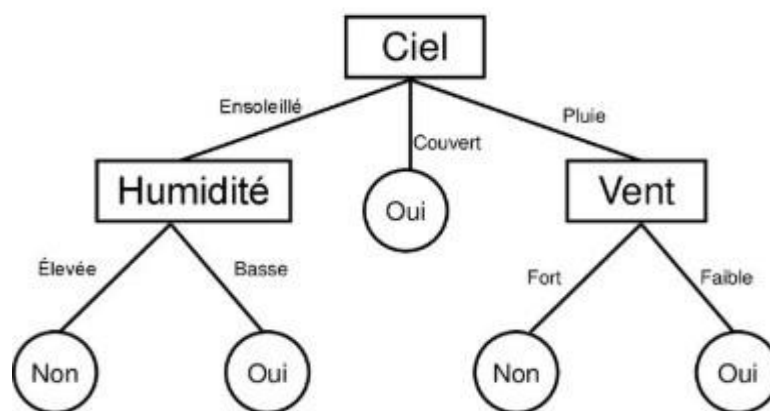 Ciel
Ensoleillé
Couvert
Pluie
Humidité
Oui
Vent
Élevée
Basse
Fort
Faible
Non
Oui
Non
Oui